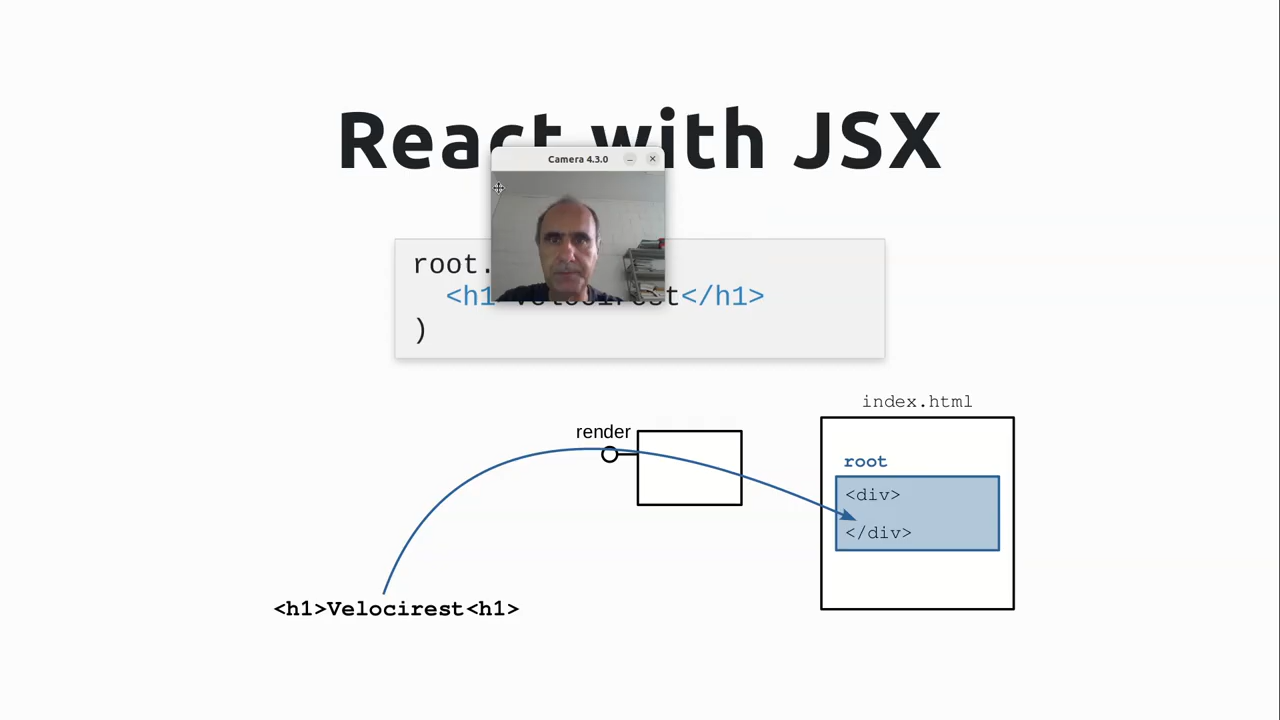 React with JSX
Camera 4.3.0
root.
<h1>Velocirest</h1>
)
index.html
render
root
<div>
</div>
<h1>Velocirest<h1>